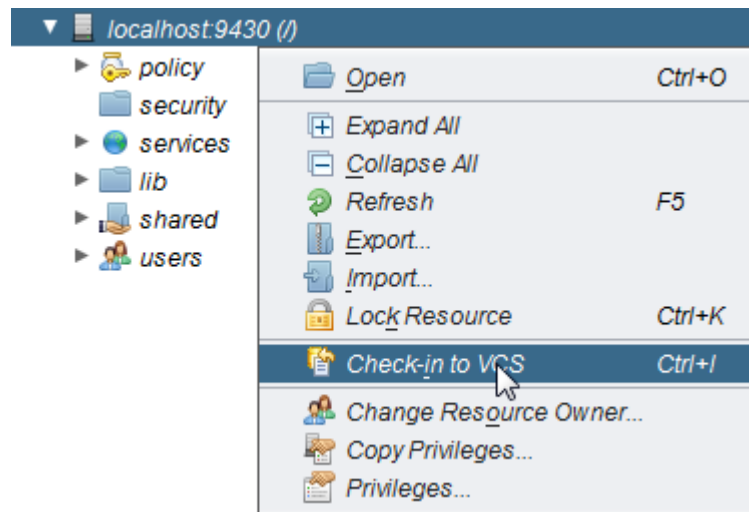 localhost:9430 (/)
policy
security
services
lib
shared
users
Open Ctrl+O
Expand All
Collapse All
Refresh F5
Export...
Import...
Lock Resource Ctrl+K
Check-in to VCS Ctrl+I
Change Resource Owner...
Copy Privileges...
Privileges...